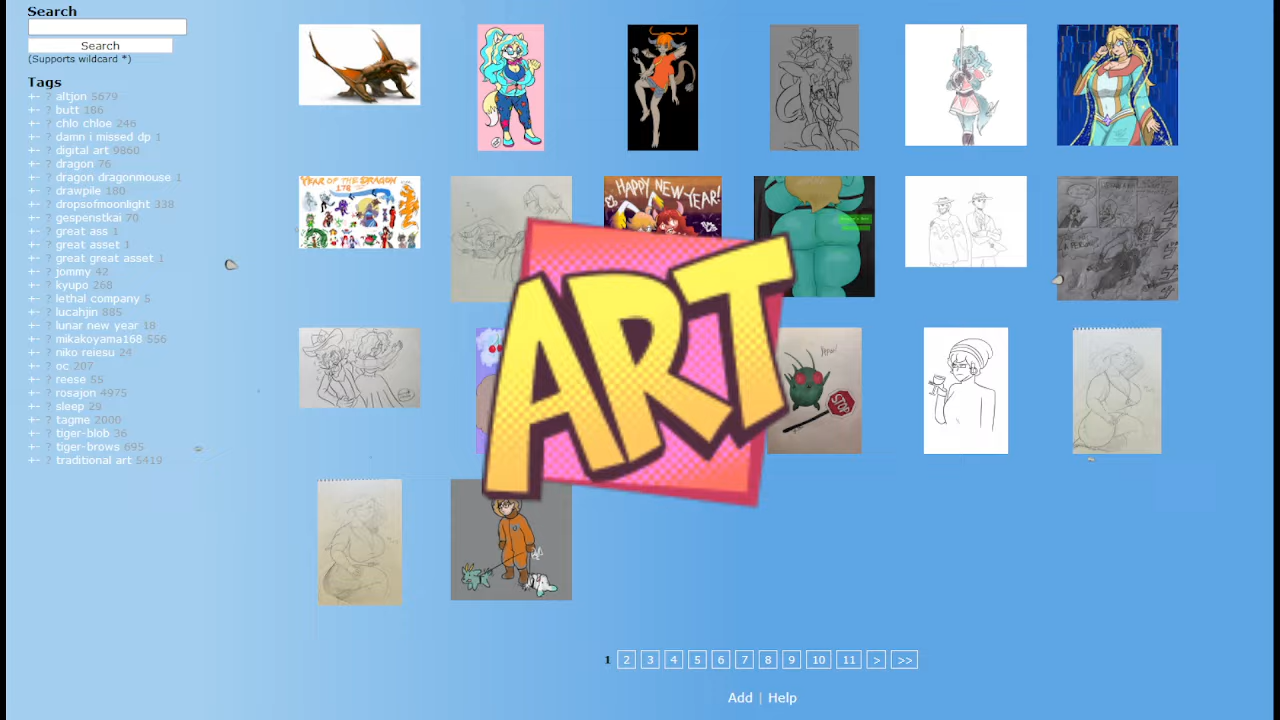 Search
Search
(Supports wildcard *)
Tags
+- ? altjon 5679
+- ? butt 186
+- ? chlo chloe 246
+- ? damn i missed dp 1
+- ? digital art 9860
+- ? dragon 76
+- ? dragon dragonmouse 1
+- ? drawpile 180
+- ? dropsofmoonlight 338
+- ? gespenstkai 70
+- ? great ass 1
+- ? great asset 1
+- ? great great asset 1
+- ? jommy 42
+- ? kyupo 268
+- ? lethal company 5
+- ? lucahjin 885
+- ? lunar new year 18
+- ? mikakoyama168 556
+- ? niko reiesu 24
+- ? oc 207
+- ? reese 55
+- ? rosajon 4975
+- ? sleep 29
+- ? tagme 2000
+- ? tiger-blob 36
+- ? tiger-brows 695
+- ? traditional art 5419
YEAR OF THE DRAGON
HAPPY NEW YEAR!
ART
STOP
1 2 3 4 5 6 7 8 9 10 11 > >>
Add | Help